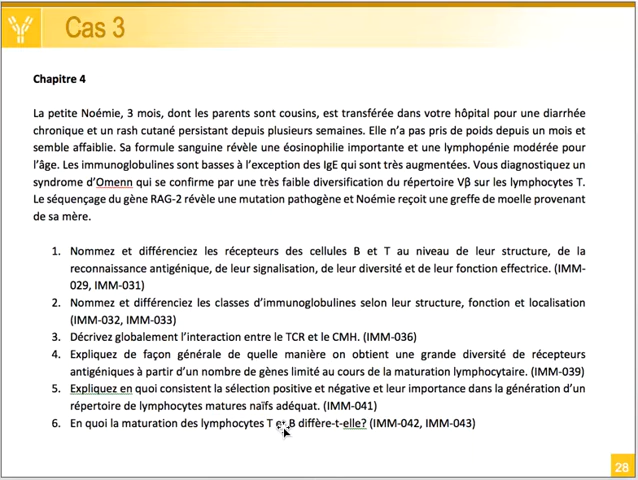 Cas 3
Chapitre 4
La petite Noémie, 3 mois, dont les parents sont cousins, est transférée dans votre hôpital pour une diarrhée
chronique et un rash cutané persistant depuis plusieurs semaines. Elle n'a pas pris de poids depuis un mois et
semble affaiblie. Sa formule sanguine révèle une éosinophilie importante et une lymphopénie modérée pour
l'âge. Les immunoglobulines sont basses à l'exception des IgE qui sont très augmentées. Vous diagnostiquez un
syndrome d'Omenn qui se confirme par une très faible diversification du répertoire Vβ sur les lymphocytes T.
Le séquençage du gène RAG-2 révèle une mutation pathogène et Noémie reçoit une greffe de moelle provenant
de sa mère.
1. Nommez et différenciez les récepteurs des cellules B et T au niveau de leur structure, de la
reconnaissance antigénique, de leur signalisation, de leur diversité et de leur fonction effectrice. (IMM-
029, IMM-031)
2. Nommez et différenciez les classes d'immunoglobulines selon leur structure, fonction et localisation
(IMM-032, IMM-033)
3. Décrivez globalement l'interaction entre le TCR et le CMH. (IMM-036)
4. Expliquez de façon générale de quelle manière on obtient une grande diversité de récepteurs
antigéniques à partir d'un nombre de gènes limité au cours de la maturation lymphocytaire. (IMM-039)
5. Expliquez en quoi consistent la sélection positive et négative et leur importance dans la génération d'un
répertoire de lymphocytes matures naïfs adéquat. (IMM-041)
6. En quoi la maturation des lymphocytes T et B diffère-t-elle? (IMM-042, IMM-043)
28